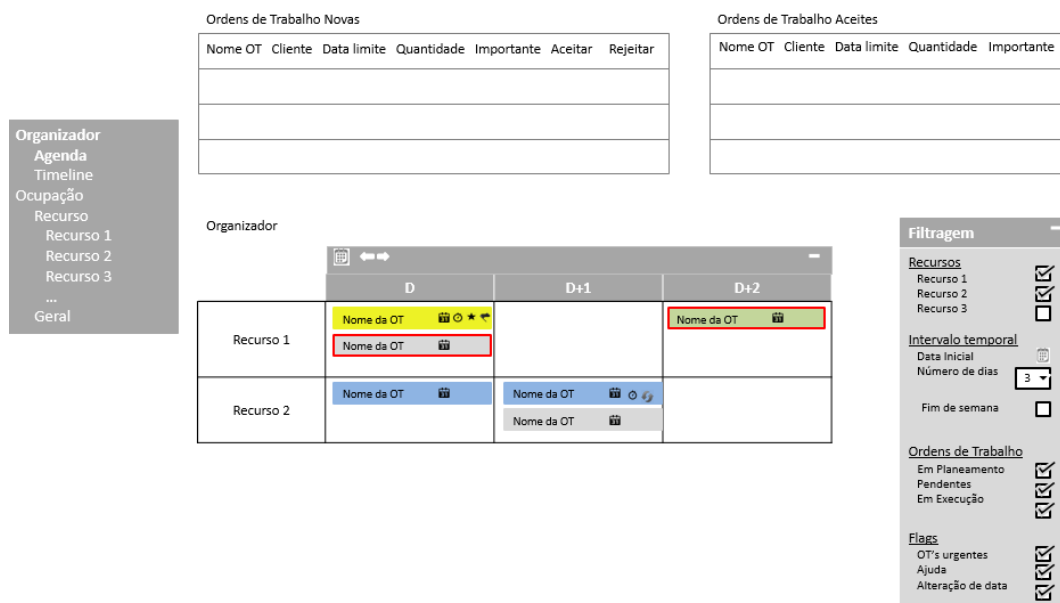 Ordens de Trabalho Novas
Nome OT Cliente Data limite Quantidade Importante Aceitar Rejeitar
Ordens de Trabalho Aceites
Nome OT Cliente Data limite Quantidade Importante
Organizador
Agenda
Timeline
Ocupação
Recurso
Recurso 1
Recurso 2
Recurso 3
...
Geral
Organizador
D D+1 D+2
Recurso 1
Nome da OT
Nome da OT
Nome da OT
Recurso 2
Nome da OT
Nome da OT
Nome da OT
Filtragem
Recursos
Recurso 1
Recurso 2
Recurso 3
Intervalo temporal
Data Inicial
Número de dias 3
Fim de semana
Ordens de Trabalho
Em Planeamento
Pendentes
Em Execução
Flags
OT's urgentes
Ajuda
Alteração de data